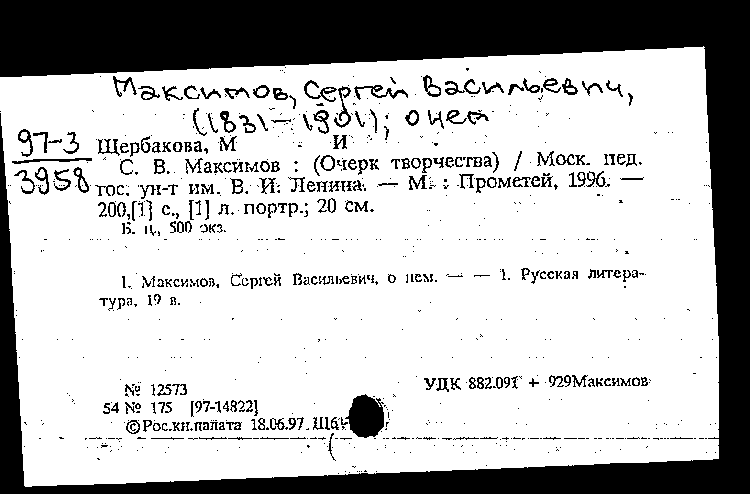 Максимов, Сергей Васильевич,
(1831-1901); о нем
97-3
3958
Щербакова, М И
С. В. Максимов : (Очерк творчества) / Моск. пед.
гос. ун-т им. В. И. Ленина. — М. : Прометей, 1996. —
200,[1] с., [1] л. портр.; 20 см.
Б. ц., 500 экз.
1. Максимов, Сергей Васильевич, о нем. — — 1. Русская литера-
тура, 19 в.
№ 12573
УДК 882.091 + 929Максимов
54 № 175 [97-14822]
©Рос.кн.палата 18.06.97